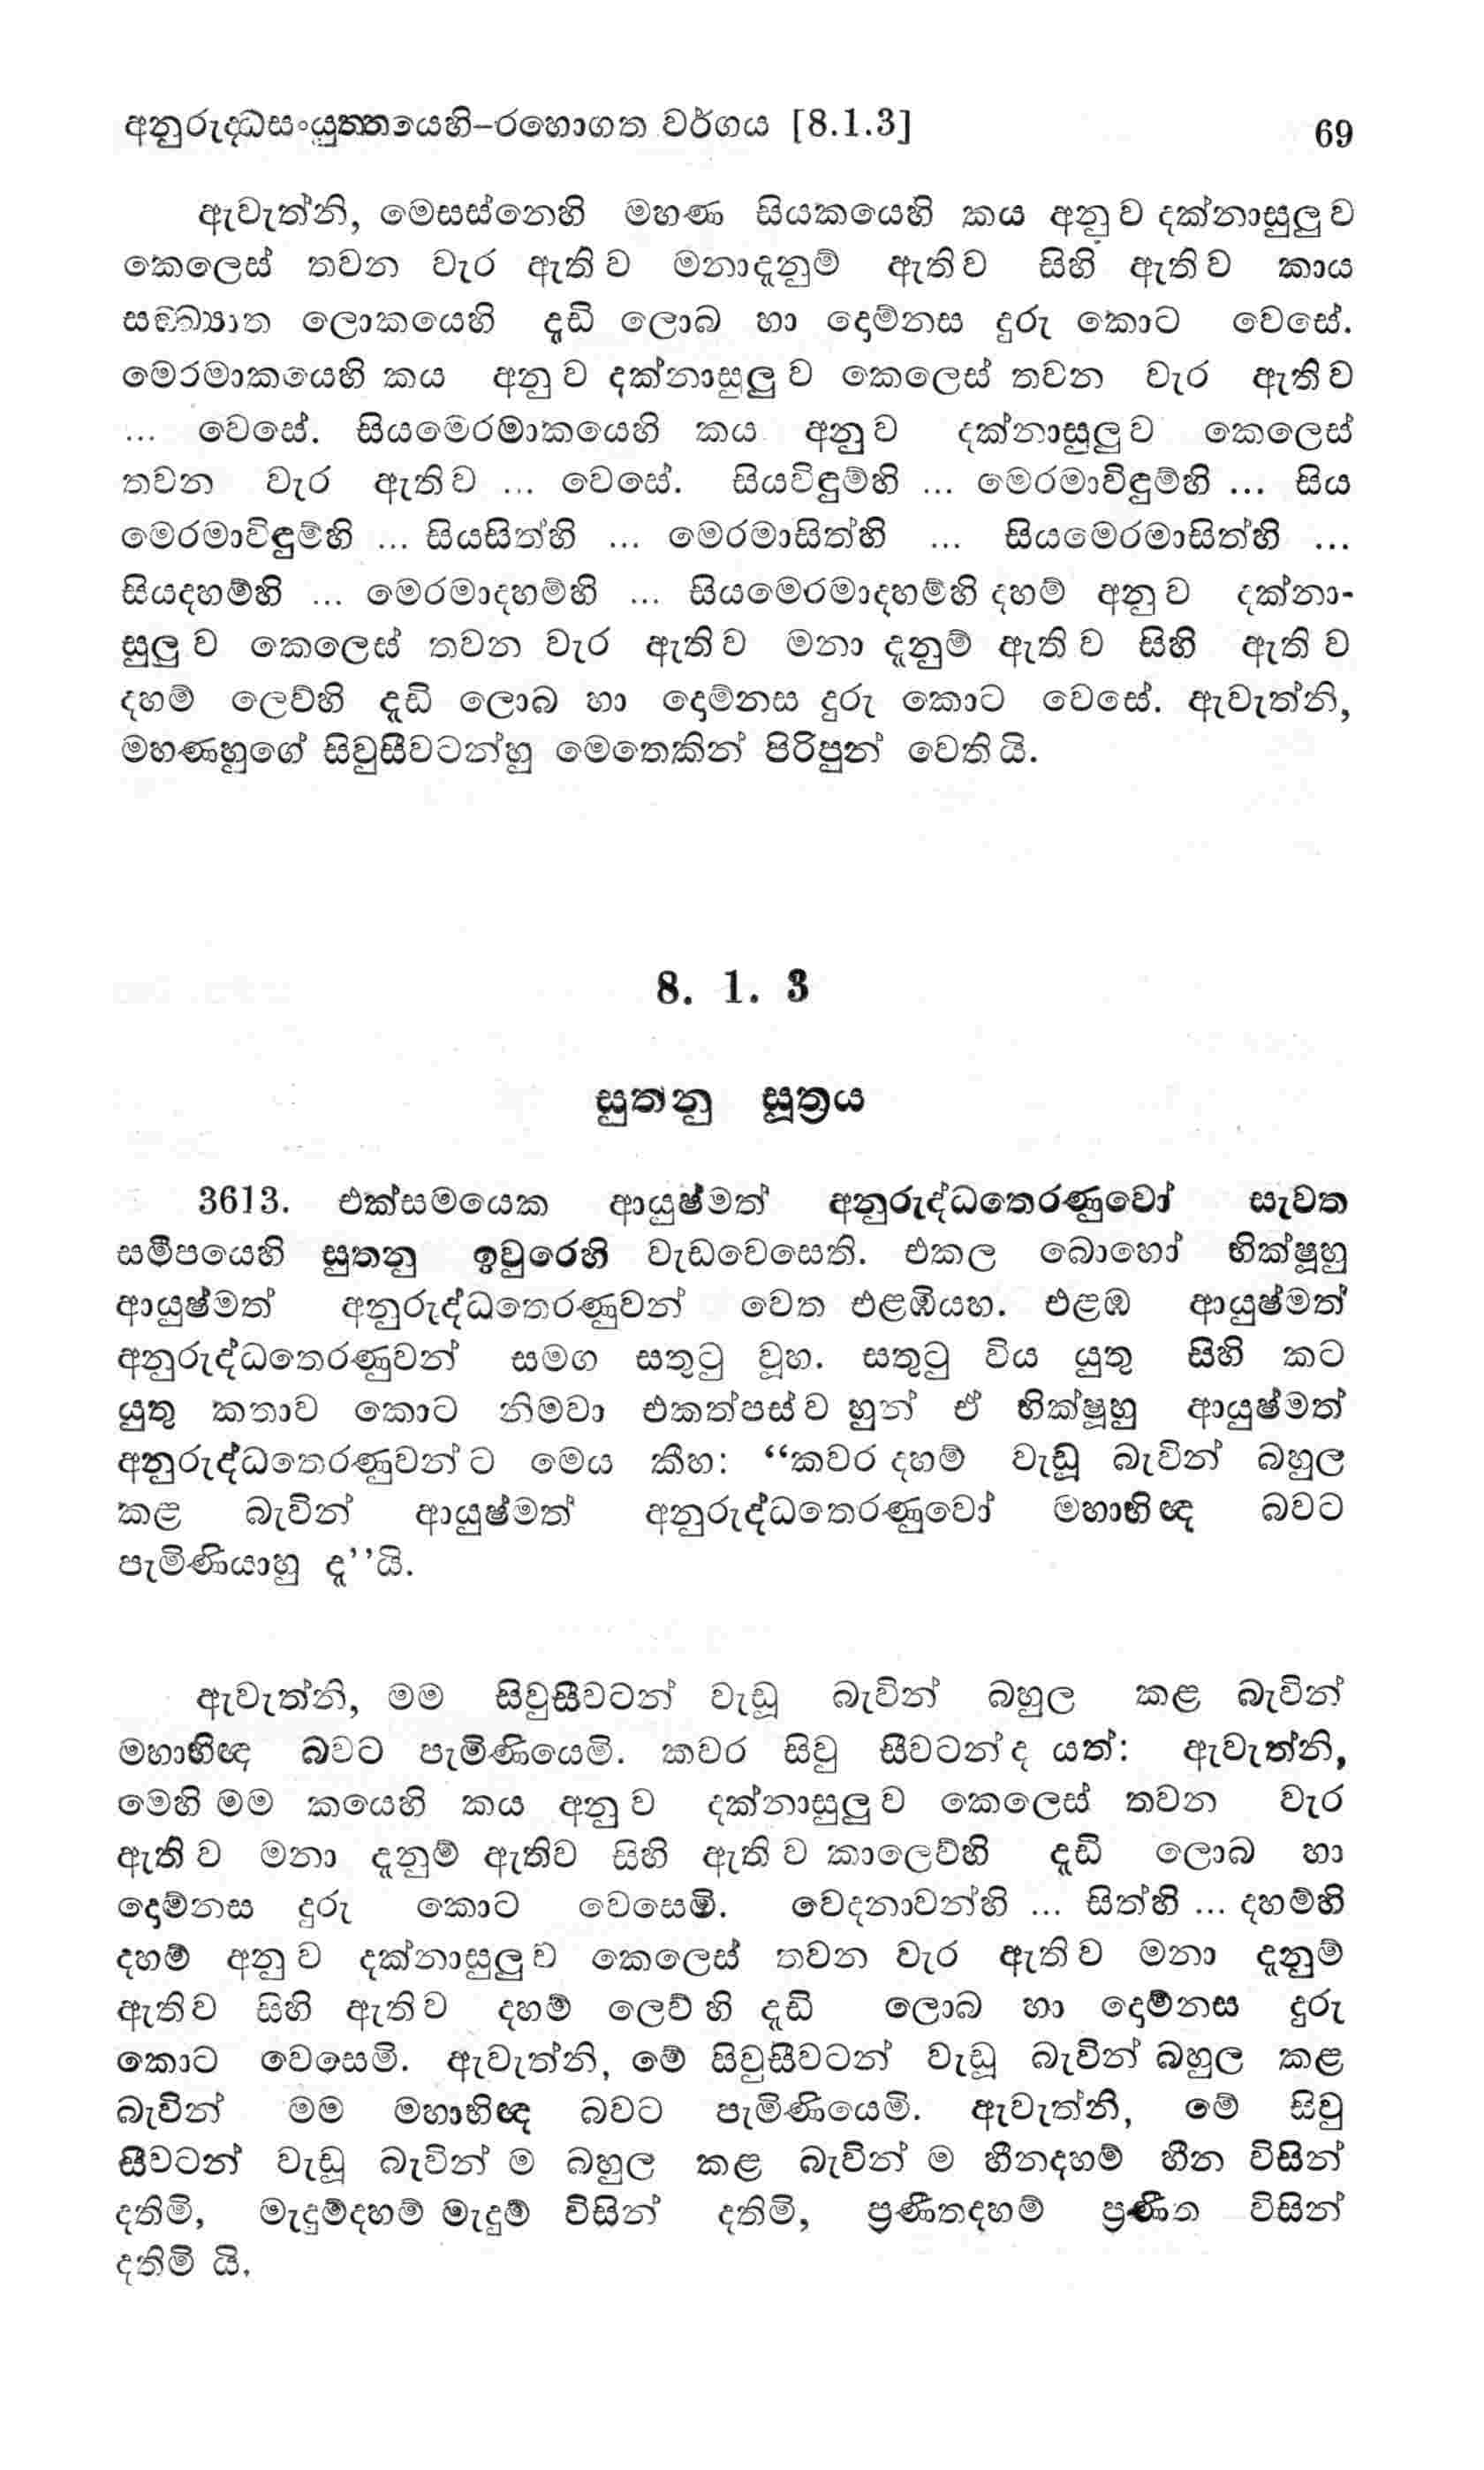 අනුරුද්ධසංයුත්තයෙහි–රහොගත වර්ගය [8.1.3]
69
ඇවැත්නි, මෙසස්නෙහි මහණ සියකයෙහි කය අනුව දක්නාසුලුව
කෙලෙස් තවන වැර ඇතිව මනාදැනුම් ඇතිව සිහි ඇතිව කාය
සඞ්ඛ්‍යාත ලොකයෙහි දැඩි ලොබ හා දොම්නස දුරු කොට වෙසේ.
මෙරමාකයෙහි කය අනුව දක්නාසුලුව කෙලෙස් තවන වැර ඇතිව
... වෙසේ. සියමෙරමාකයෙහි කය අනුව දක්නාසුලුව කෙලෙස්
තවන වැර ඇතිව ... වෙසේ. සියවිඳුම්හි ... මෙරමාවිඳුම්හි ... සිය
මෙරමාවිඳුම්හි ... සියසිත්හි ... මෙරමාසිත්හි ... සියමෙරමාසිත්හි ...
සියදහම්හි ... මෙරමාදහම්හි ... සියමෙරමාදහම්හි දහම් අනුව දක්නා-
සුලුව කෙලෙස් තවන වැර ඇතිව මනා දැනුම් ඇතිව සිහි ඇතිව
දහම් ලෙව්හි දැඩි ලොබ හා දොම්නස දුරු කොට වෙසේ. ඇවැත්නි,
මහණහුගේ සිවුසීවටන්හු මෙතෙකින් පිරිපුන් වෙතියි.
8. 1. 3
සුතනු සූත්‍රය
3613. එක්සමයෙක ආයුෂ්මත් අනුරුද්ධතෙරණුවෝ සැවත
සමීපයෙහි සුතනු ඉවුරෙහි වැඩවෙසෙති. එකල බොහෝ භික්ෂූහු
ආයුෂ්මත් අනුරුද්ධතෙරණුවන් වෙත එළඹියහ. එළඹ ආයුෂ්මත්
අනුරුද්ධතෙරණුවන් සමග සතුටු වූහ. සතුටු විය යුතු සිහි කට
යුතු කතාව කොට නිමවා එකත්පස්ව හුන් ඒ භික්ෂූහු ආයුෂ්මත්
අනුරුද්ධතෙරණුවන්ට මෙය කීහ: “කවර දහම් වැඩූ බැවින් බහුල
කළ බැවින් ආයුෂ්මත් අනුරුද්ධතෙරණුවෝ මහාභිඥ බවට
පැමිණියාහු දැ’’යි.
ඇවැත්නි, මම සිවුසීවටන් වැඩූ බැවින් බහුල කළ බැවින්
මහාභිඥ බවට පැමිණියෙමි. කවර සිවු සීවටන්ද යත්: ඇවැත්නි,
මෙහි මම කයෙහි කය අනුව දක්නාසුලුව කෙලෙස් තවන වැර
ඇතිව මනා දැනුම් ඇතිව සිහි ඇතිව කාලෙව්හි දැඩි ලොබ හා
දොම්නස දුරු කොට වෙසෙමි. වෙදනාවන්හි ... සිත්හි ... දහම්හි
දහම් අනුව දක්නාසුලුව කෙලෙස් තවන වැර ඇතිව මනා දැනුම්
ඇතිව සිහි ඇතිව දහම් ලෙව්හි දැඩි ලොබ හා දොම්නස දුරු
කොට වෙසෙමි. ඇවැත්නි, මේ සිවුසීවටන් වැඩූ බැවින් බහුල කළ
බැවින් මම මහාභිඥ බවට පැමිණියෙමි. ඇවැත්නි, මේ සිවු
සීවටන් වැඩූ බැවින් ම බහුල කළ බැවින් ම හීනදහම් හීන විසින්
දතිමි, මැදුම්දහම් මැදුම් විසින් දතිමි, ප්‍රණීතදහම් ප්‍රණීත විසින්
දතිමි යි.